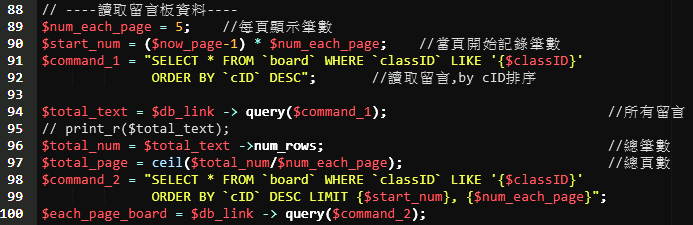 88 // ----讀取留言板資料----
89 $num_each_page = 5; //每頁顯示筆數
90 $start_num = ($now_page-1) * $num_each_page; //當頁開始記錄筆數
91 $command_1 = "SELECT * FROM `board` WHERE `classID` LIKE '{$classID}'
92 ORDER BY `cID` DESC"; //讀取留言,by cID排序
93
94 $total_text = $db_link -> query($command_1); //所有留言
95 // print_r($total_text);
96 $total_num = $total_text ->num_rows; //總筆數
97 $total_page = ceil($total_num/$num_each_page); //總頁數
98 $command_2 = "SELECT * FROM `board` WHERE `classID` LIKE '{$classID}'
99 ORDER BY `cID` DESC LIMIT {$start_num}, {$num_each_page}";
100 $each_page_board = $db_link -> query($command_2);